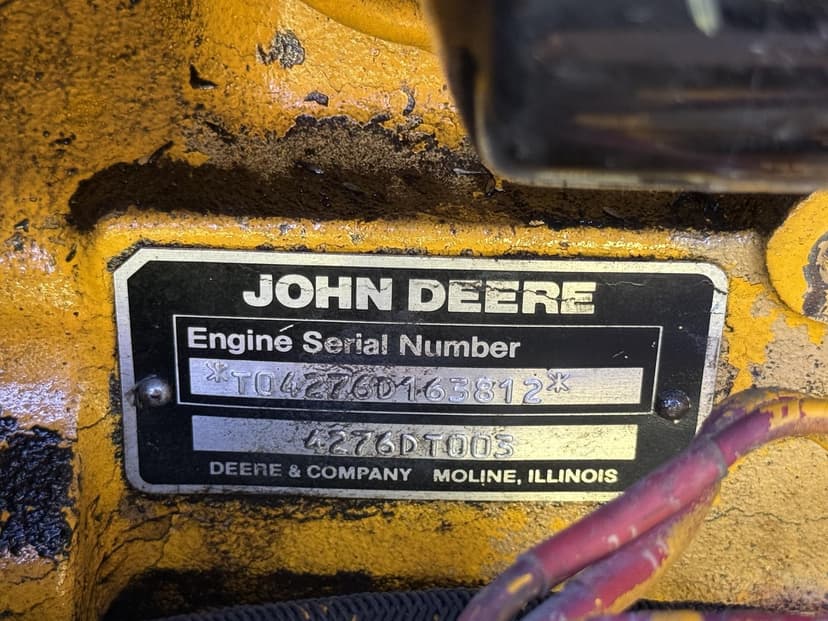 JOHN DEERE
Engine Serial Number
*T04276D163812*
4276DT003
DEERE & COMPANY MOLINE, ILLINOIS